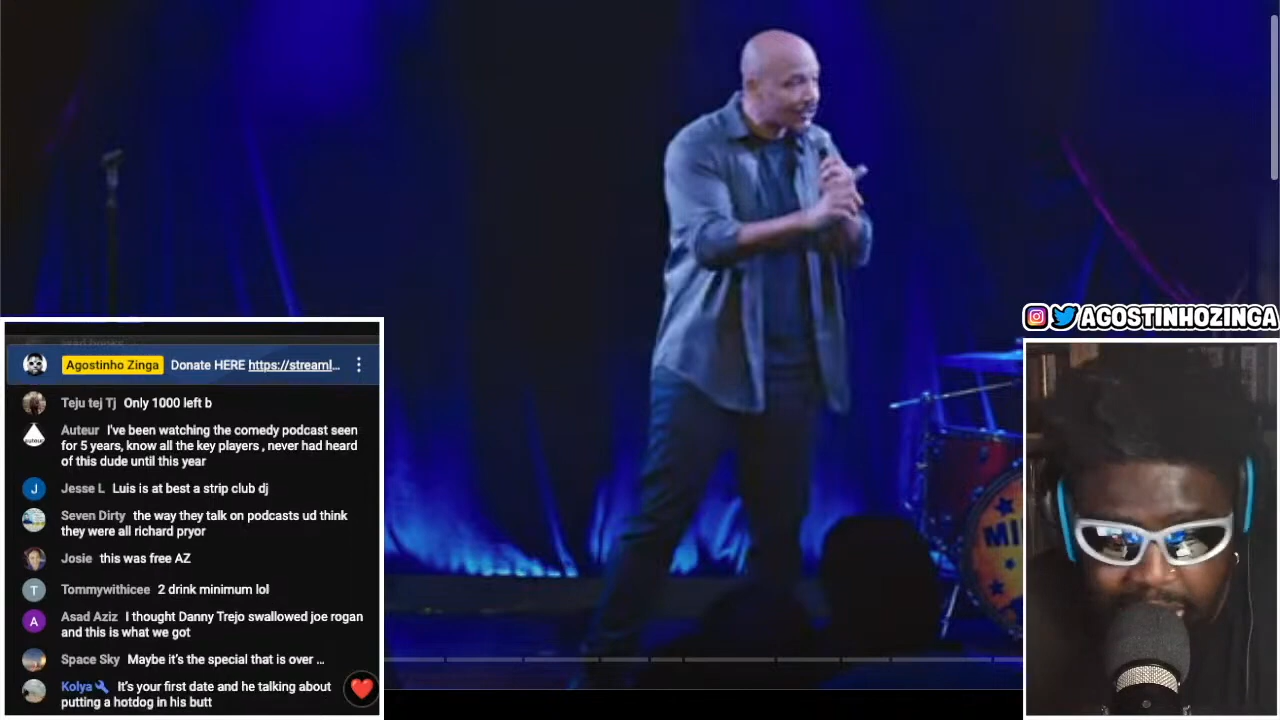 AGOSTINHOZINGA
Agostinho Zinga Donate HERE https://streaml...
Teju tej Tj Only 1000 left b
Auteur I've been watching the comedy podcast seen
for 5 years, know all the key players , never had heard
of this dude until this year
J Jesse L Luis is at best a strip club dj
Seven Dirty the way they talk on podcasts ud think
they were all richard pryor
Josie this was free AZ
T Tommywithicee 2 drink minimum lol
A Asad Aziz I thought Danny Trejo swallowed joe rogan
and this is what we got
Space Sky Maybe it's the special that is over ...
Kolya It's your first date and he talking about
putting a hotdog in his butt
MI